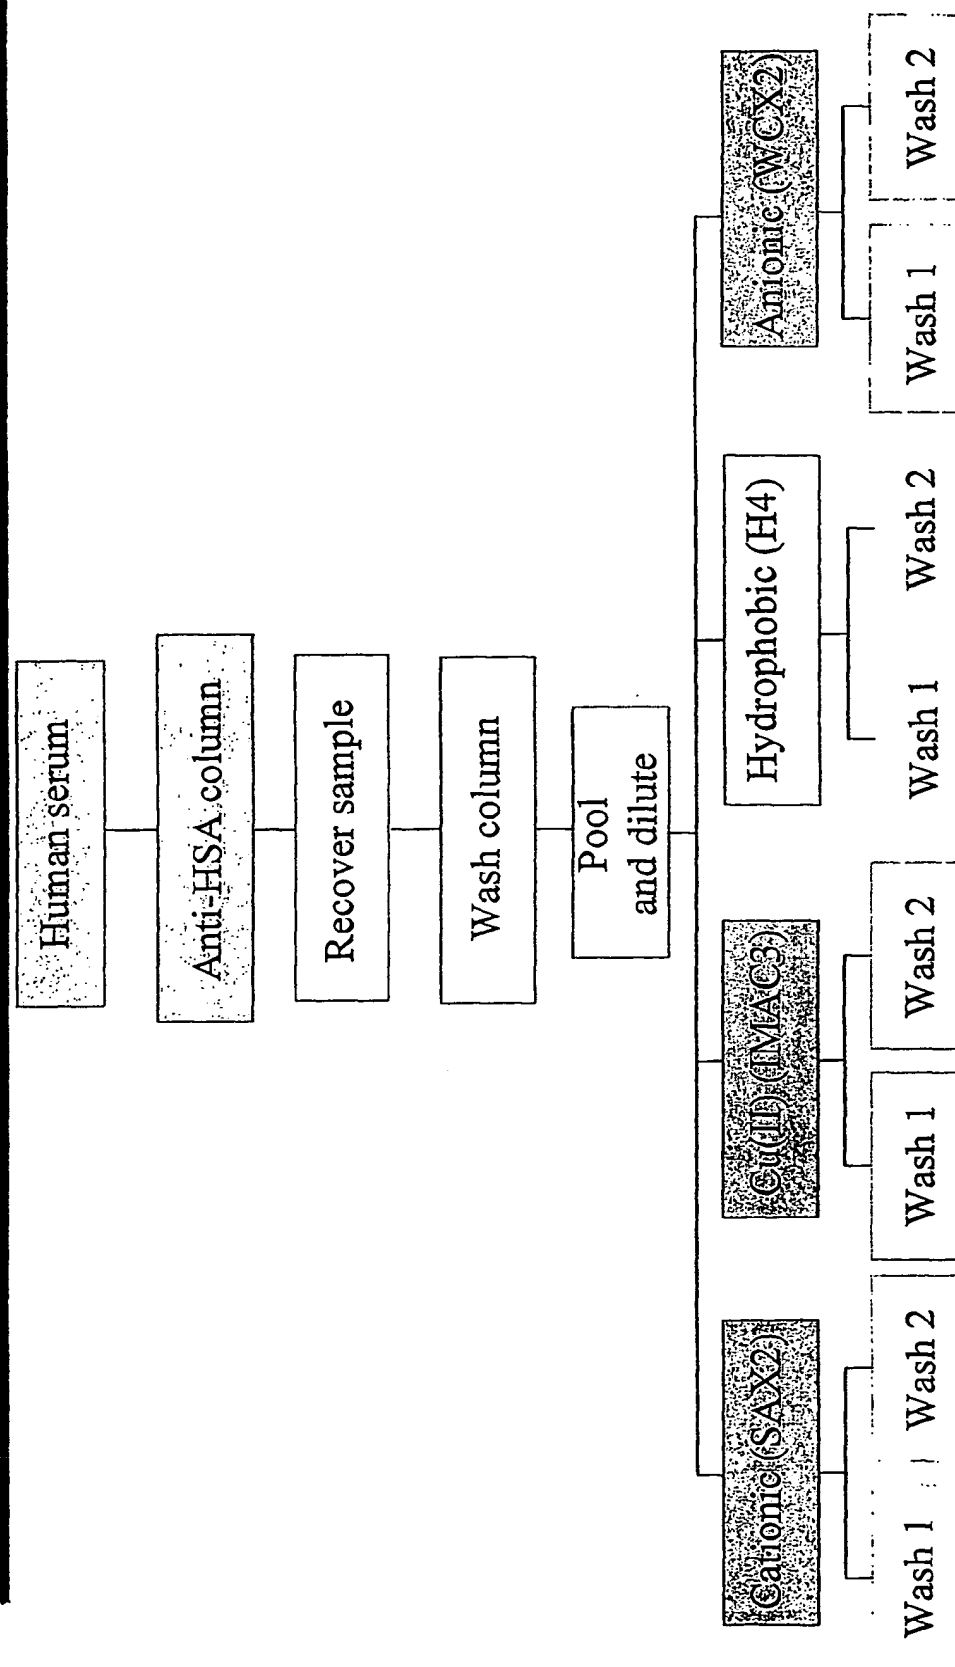 Human serum
Anti-HSA column
Recover sample
Wash column
Pool
and dilute
Cationic (SAX2)
Cu(II) (IMAC3)
Hydrophobic (H4)
Anionic (WCX2)
Wash 1
Wash 2
Wash 1
Wash 2
Wash 1
Wash 2
Wash 1
Wash 2